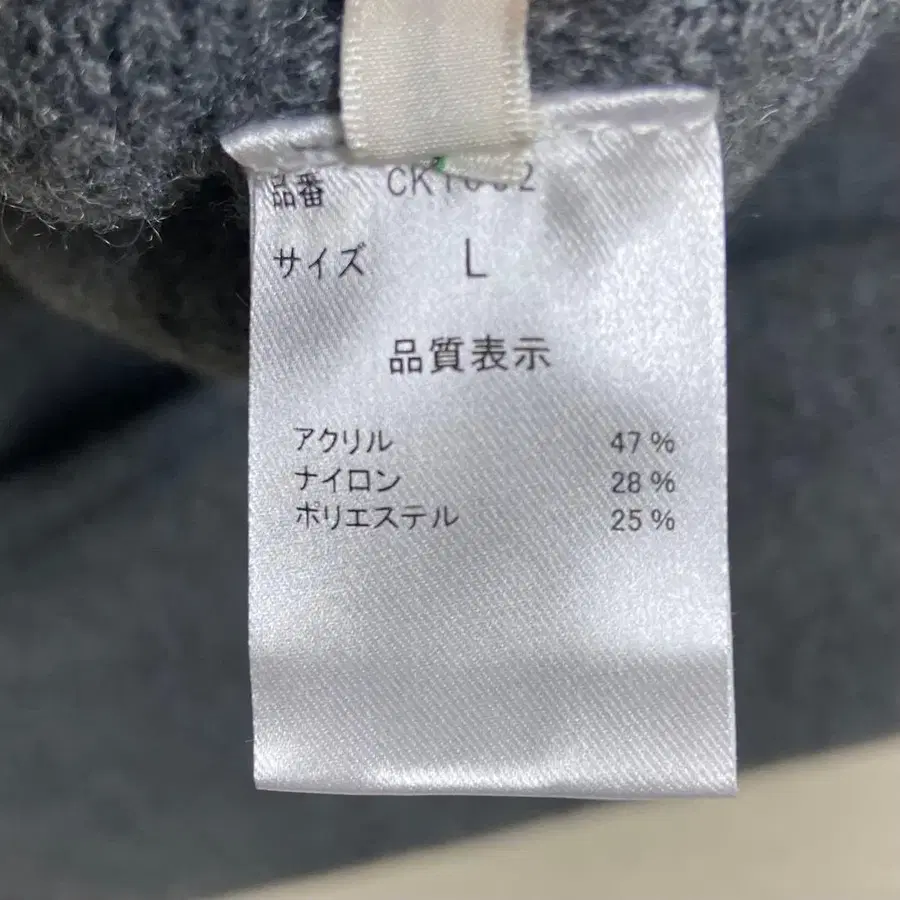 品番
サイズ L
品質表示
アクリル 47%
ナイロン 28%
ポリエステル 25%